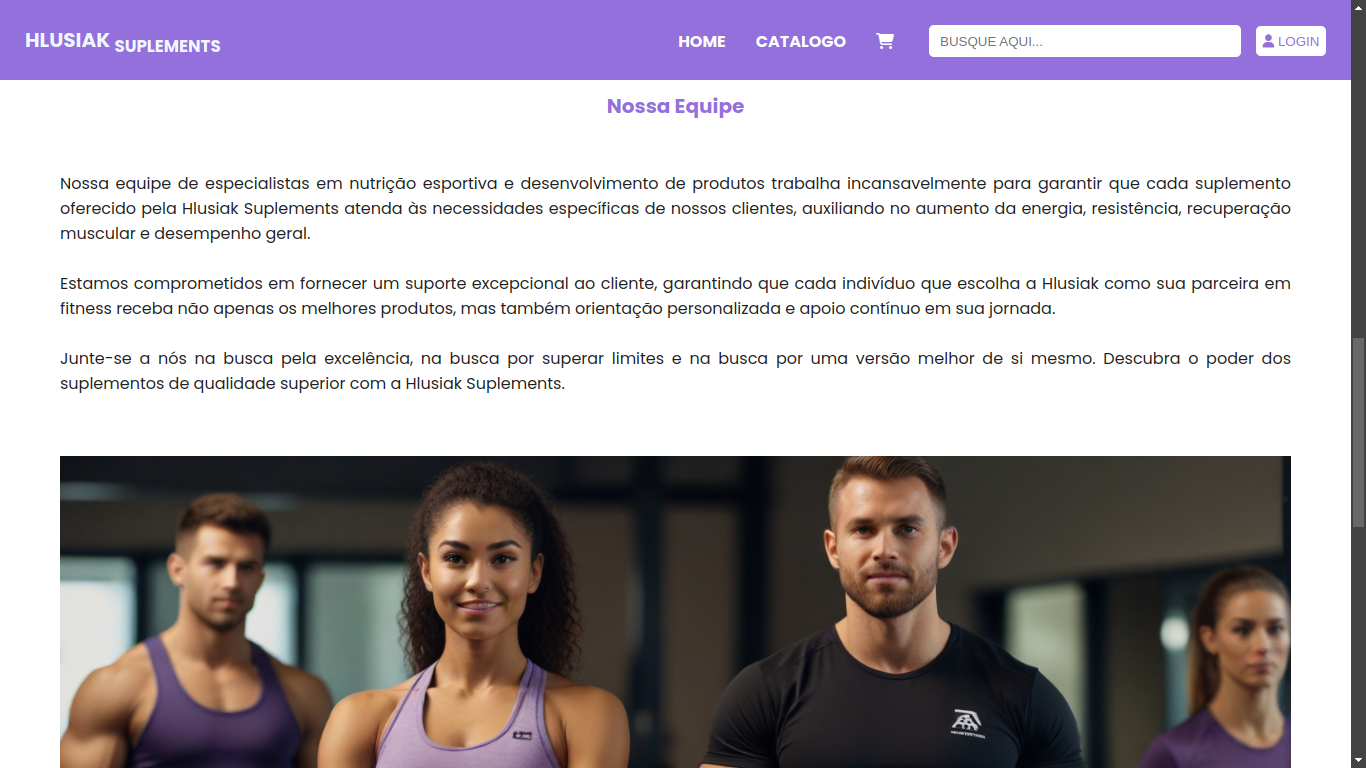 HLUSIAK SUPLEMENTS
HOME CATALOGO BUSQUE AQUI... LOGIN
Nossa Equipe
Nossa equipe de especialistas em nutrição esportiva e desenvolvimento de produtos trabalha incansavelmente para garantir que cada suplemento
oferecido pela Hlusiak Suplements atenda às necessidades específicas de nossos clientes, auxiliando no aumento da energia, resistência, recuperação
muscular e desempenho geral.
Estamos comprometidos em fornecer um suporte excepcional ao cliente, garantindo que cada indivíduo que escolha a Hlusiak como sua parceira em
fitness receba não apenas os melhores produtos, mas também orientação personalizada e apoio contínuo em sua jornada.
Junte-se a nós na busca pela excelência, na busca por superar limites e na busca por uma versão melhor de si mesmo. Descubra o poder dos
suplementos de qualidade superior com a Hlusiak Suplements.